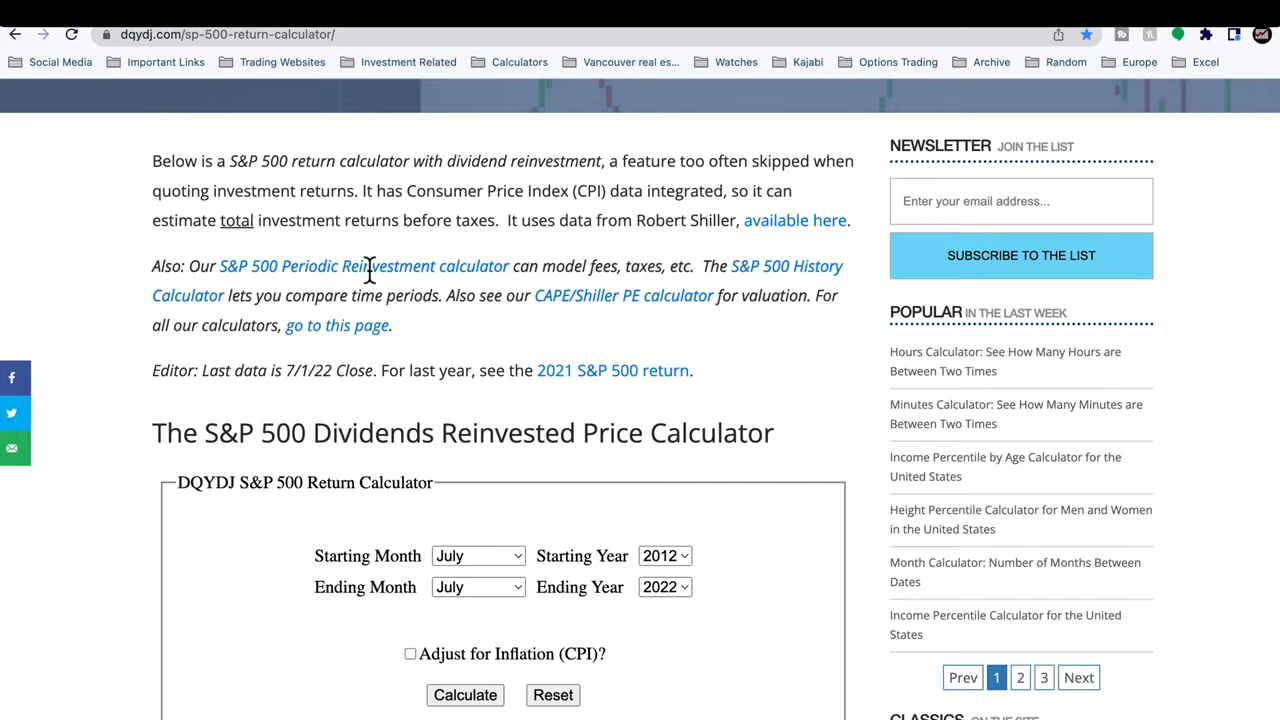 dqydj.com/sp-500-return-calculator/
Social Media Important Links Trading Websites Investment Related Calculators Vancouver real es... Watches Kajabi Options Trading Archive Random Europe Excel
Below is a S&P 500 return calculator with dividend reinvestment, a feature too often skipped when
quoting investment returns. It has Consumer Price Index (CPI) data integrated, so it can
estimate total investment returns before taxes. It uses data from Robert Shiller, available here.
Also: Our S&P 500 Periodic Reinvestment calculator can model fees, taxes, etc. The S&P 500 History
Calculator lets you compare time periods. Also see our CAPE/Shiller PE calculator for valuation. For
all our calculators, go to this page.
Editor: Last data is 7/1/22 Close. For last year, see the 2021 S&P 500 return.
The S&P 500 Dividends Reinvested Price Calculator
DQYDJ S&P 500 Return Calculator
Starting Month July Starting Year 2012
Ending Month July Ending Year 2022
Adjust for Inflation (CPI)?
Calculate Reset
NEWSLETTER JOIN THE LIST
Enter your email address...
SUBSCRIBE TO THE LIST
POPULAR IN THE LAST WEEK
Hours Calculator: See How Many Hours are
Between Two Times
Minutes Calculator: See How Many Minutes are
Between Two Times
Income Percentile by Age Calculator for the
United States
Height Percentile Calculator for Men and Women
in the United States
Month Calculator: Number of Months Between
Dates
Income Percentile Calculator for the United
States
Prev 1 2 3 Next
CLASSICS ON THE SITE